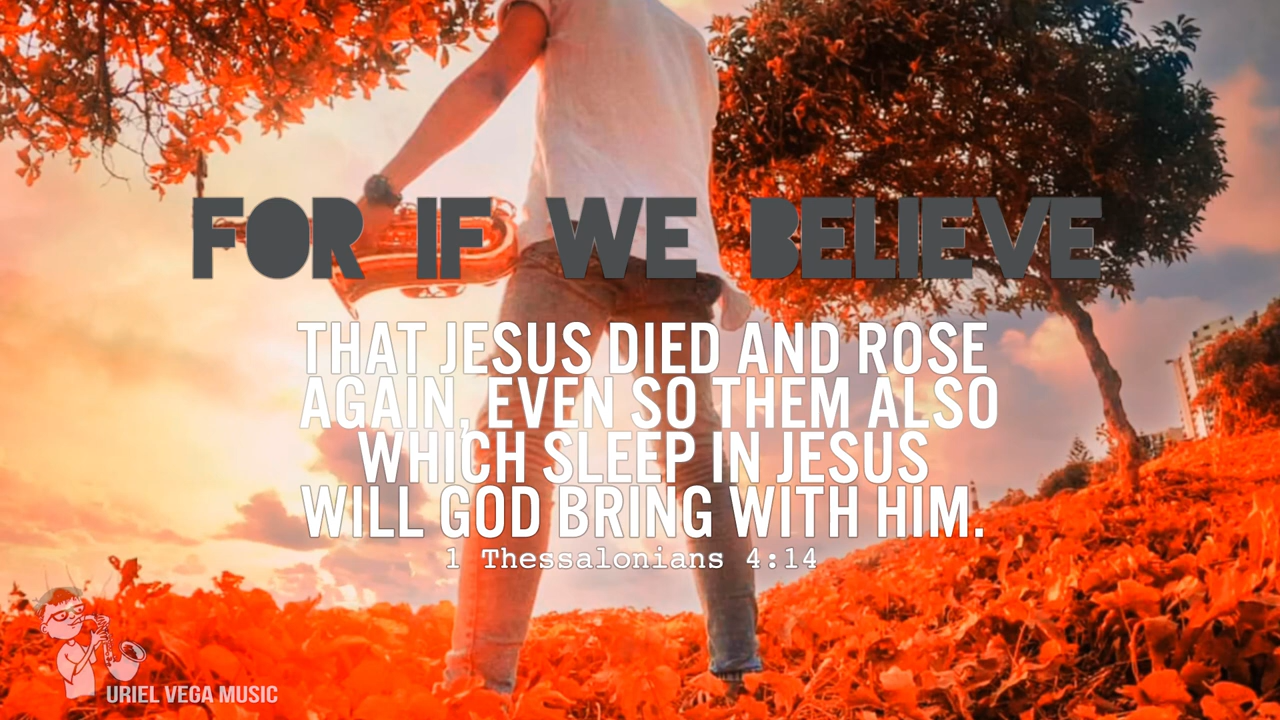 FOR IF WE BELIEVE
THAT JESUS DIED AND ROSE
AGAIN, EVEN SO THEM ALSO
WHICH SLEEP IN JESUS
WILL GOD BRING WITH HIM.
1 Thessalonians 4:14
URIEL VEGA MUSIC